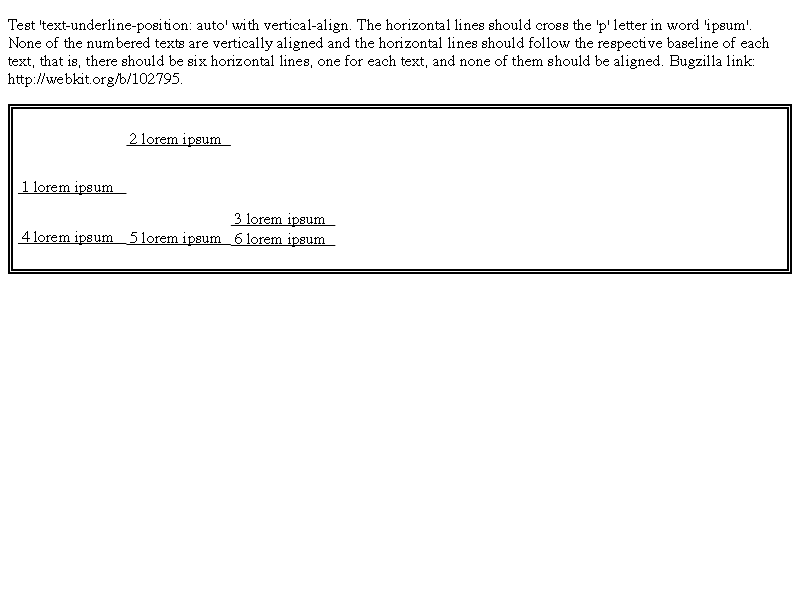 Test 'text-underline-position: auto' with vertical-align. The horizontal lines should cross the 'p' letter in word 'ipsum'.
None of the numbered texts are vertically aligned and the horizontal lines should follow the respective baseline of each
text, that is, there should be six horizontal lines, one for each text, and none of them should be aligned. Bugzilla link:
http://webkit.org/b/102795.
2 lorem ipsum
1 lorem ipsum
3 lorem ipsum
4 lorem ipsum 5 lorem ipsum 6 lorem ipsum